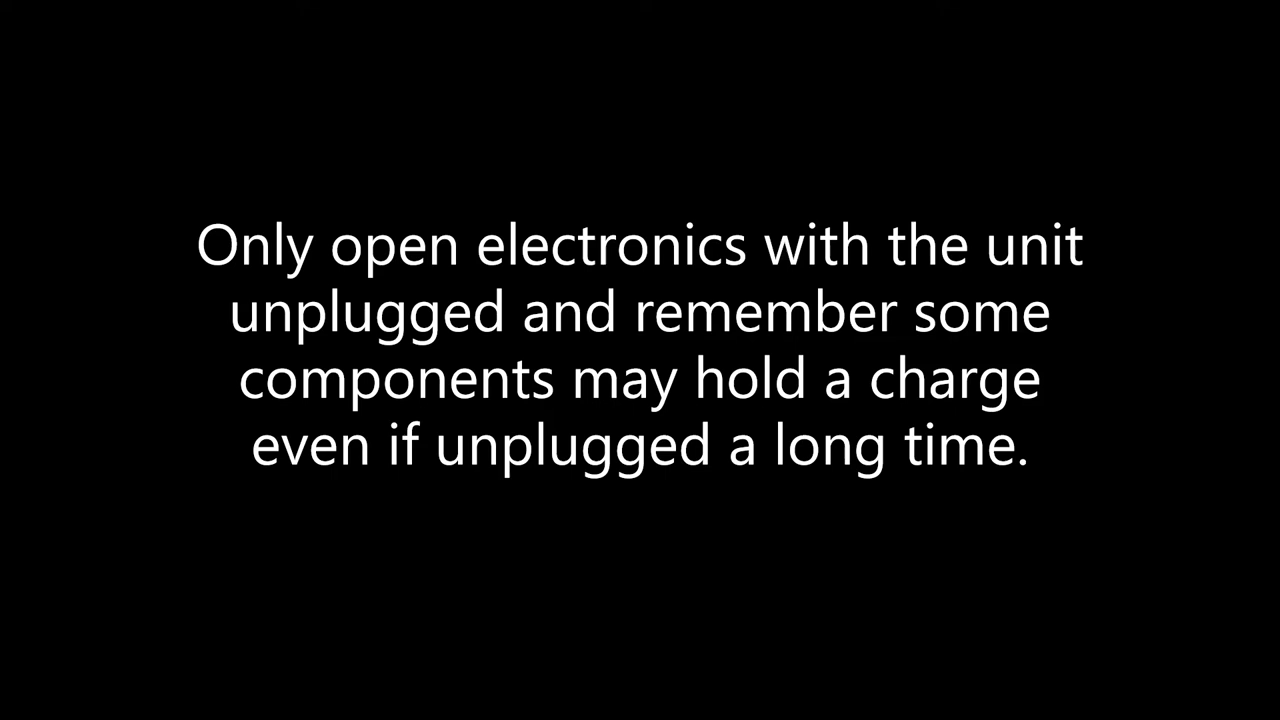 Only open electronics with the unit
unplugged and remember some
components may hold a charge
even if unplugged a long time.